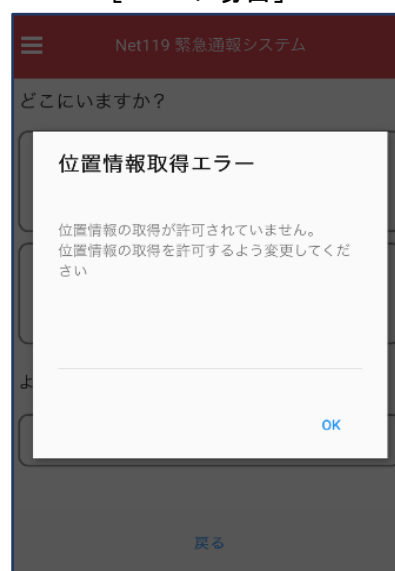 Net119 緊急通報システム
どこにいますか？
位置情報取得エラー
位置情報の取得が許可されていません。
位置情報の取得を許可するよう変更してくだ
さい
よ
OK
戻る